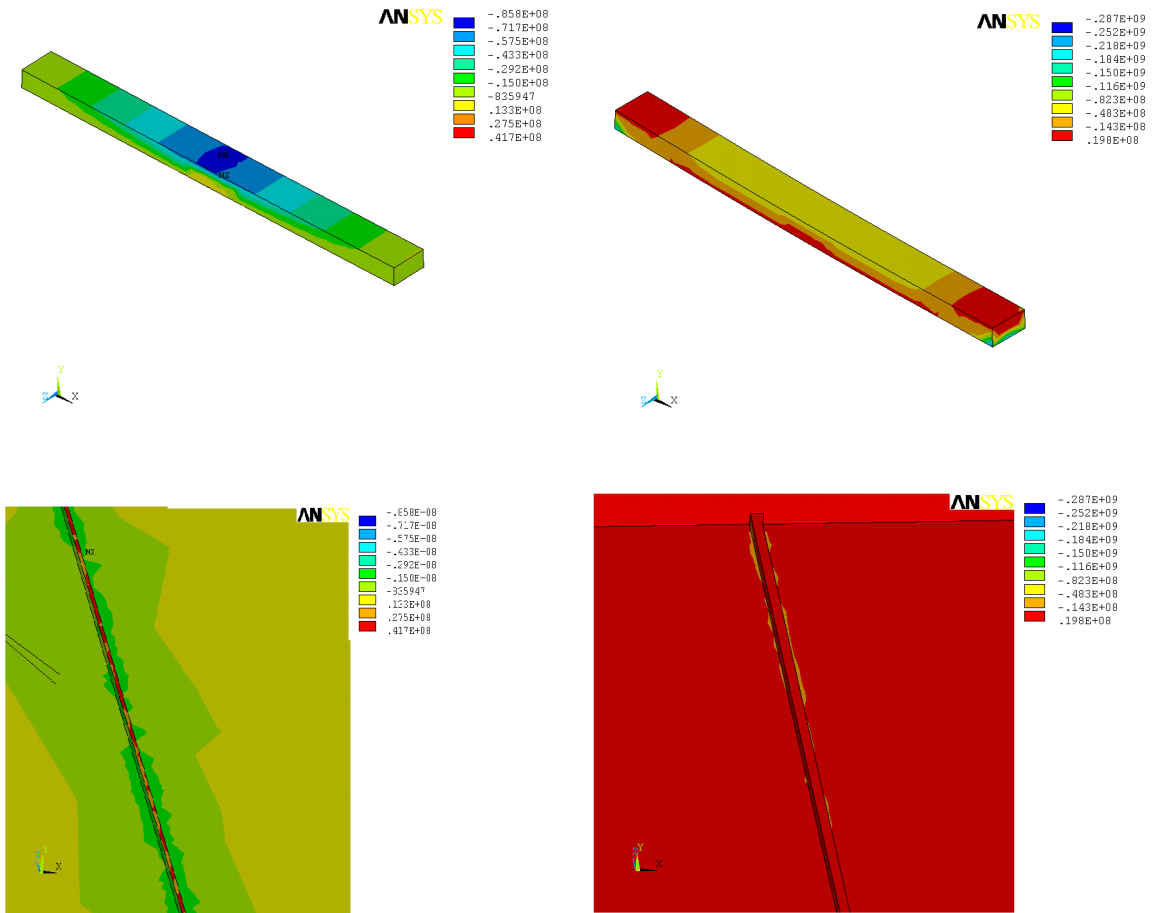 ANSYS
-.858E+08
-.717E+08
-.575E+08
-.433E+08
-.292E+08
-.150E+08
-835947
.133E+08
.275E+08
.417E+08
MX
Y
Z X
ANSYS
-.287E+09
-.252E+09
-.218E+09
-.184E+09
-.150E+09
-.116E+09
-.823E+08
-.483E+08
-.143E+08
.198E+08
Y
Z X
ANSYS
-.858E-08
-.717E-08
-.575E-08
-.433E-08
-.292E-08
-.150E-08
-835947
.133E+08
.275E+08
.417E+08
MX
Y
Z X
ANSYS
-.287E+09
-.252E+09
-.218E+09
-.184E+09
-.150E+09
-.116E+09
-.823E+08
-.483E+08
-.143E+08
.198E+08
Z Y
X